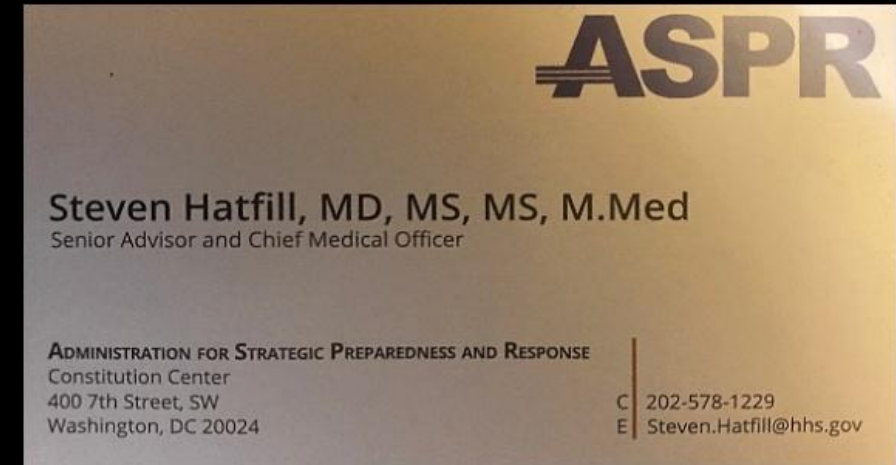 ASPR
Steven Hatfill, MD, MS, MS, M.Med
Senior Advisor and Chief Medical Officer
ADMINISTRATION FOR STRATEGIC PREPAREDNESS AND RESPONSE
Constitution Center
400 7th Street, SW
Washington, DC 20024
C 202-578-1229
E Steven.Hatfill@hhs.gov